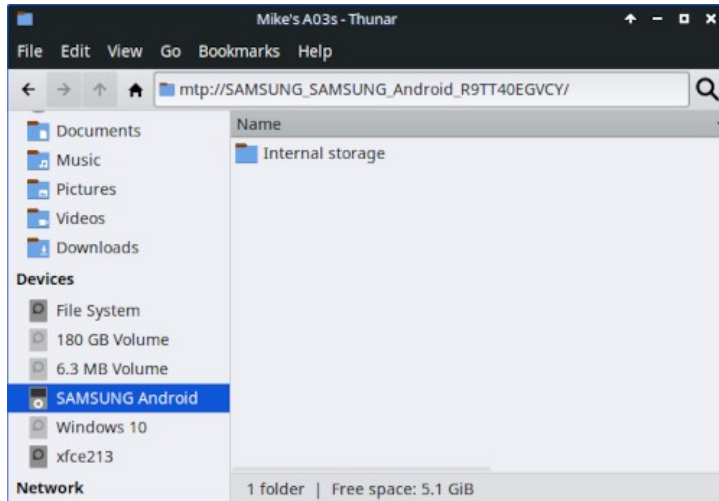 Mike's A03s - Thunar
File Edit View Go Bookmarks Help
mtp://SAMSUNG_SAMSUNG_Android_R9TT40EGVCY/
Documents
Music
Pictures
Videos
Downloads
Devices
File System
180 GB Volume
6.3 MB Volume
SAMSUNG Android
Windows 10
xfce213
Network
Name
Internal storage
1 folder | Free space: 5.1 GiB